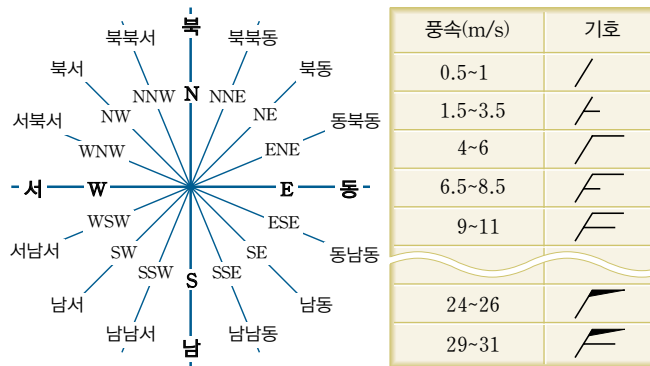 북
북북서 북북동
북서 북동
NNW N NNE
NW NE
서북서 동북동
WNW ENE
서 W E 동
WSW ESE
서남서 동남동
SW SE
SSW S SSE
남서 남동
남남서 남남동
남
풍속(m/s) 기호
0.5~1
1.5~3.5
4~6
6.5~8.5
9~11
24~26
29~31